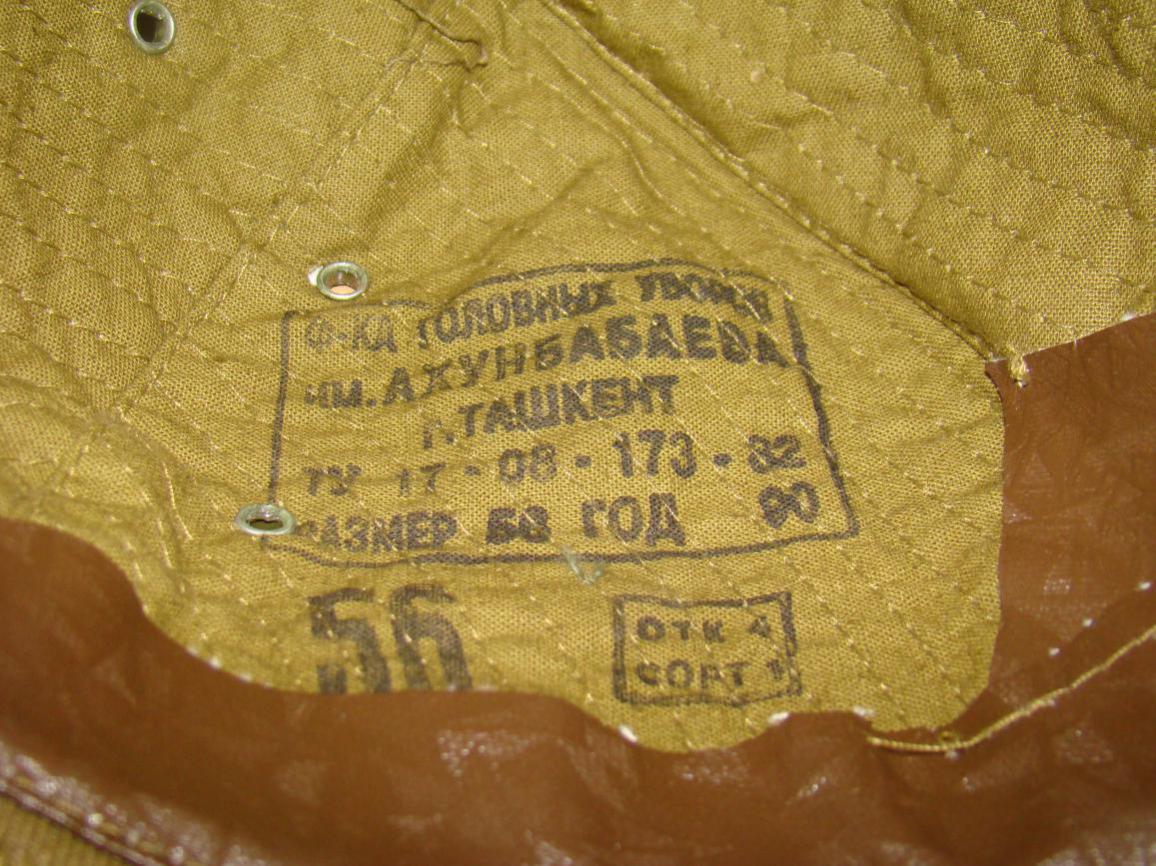 Ф-КА ГОЛОВНЫХ УБОРОВ
ИМ. АХУНБАБАЕВА
Г. ТАШКЕНТ
ТУ 17-08-173-82
РАЗМЕР 58 ГОД 90
56
ОТК 4
СОРТ 1